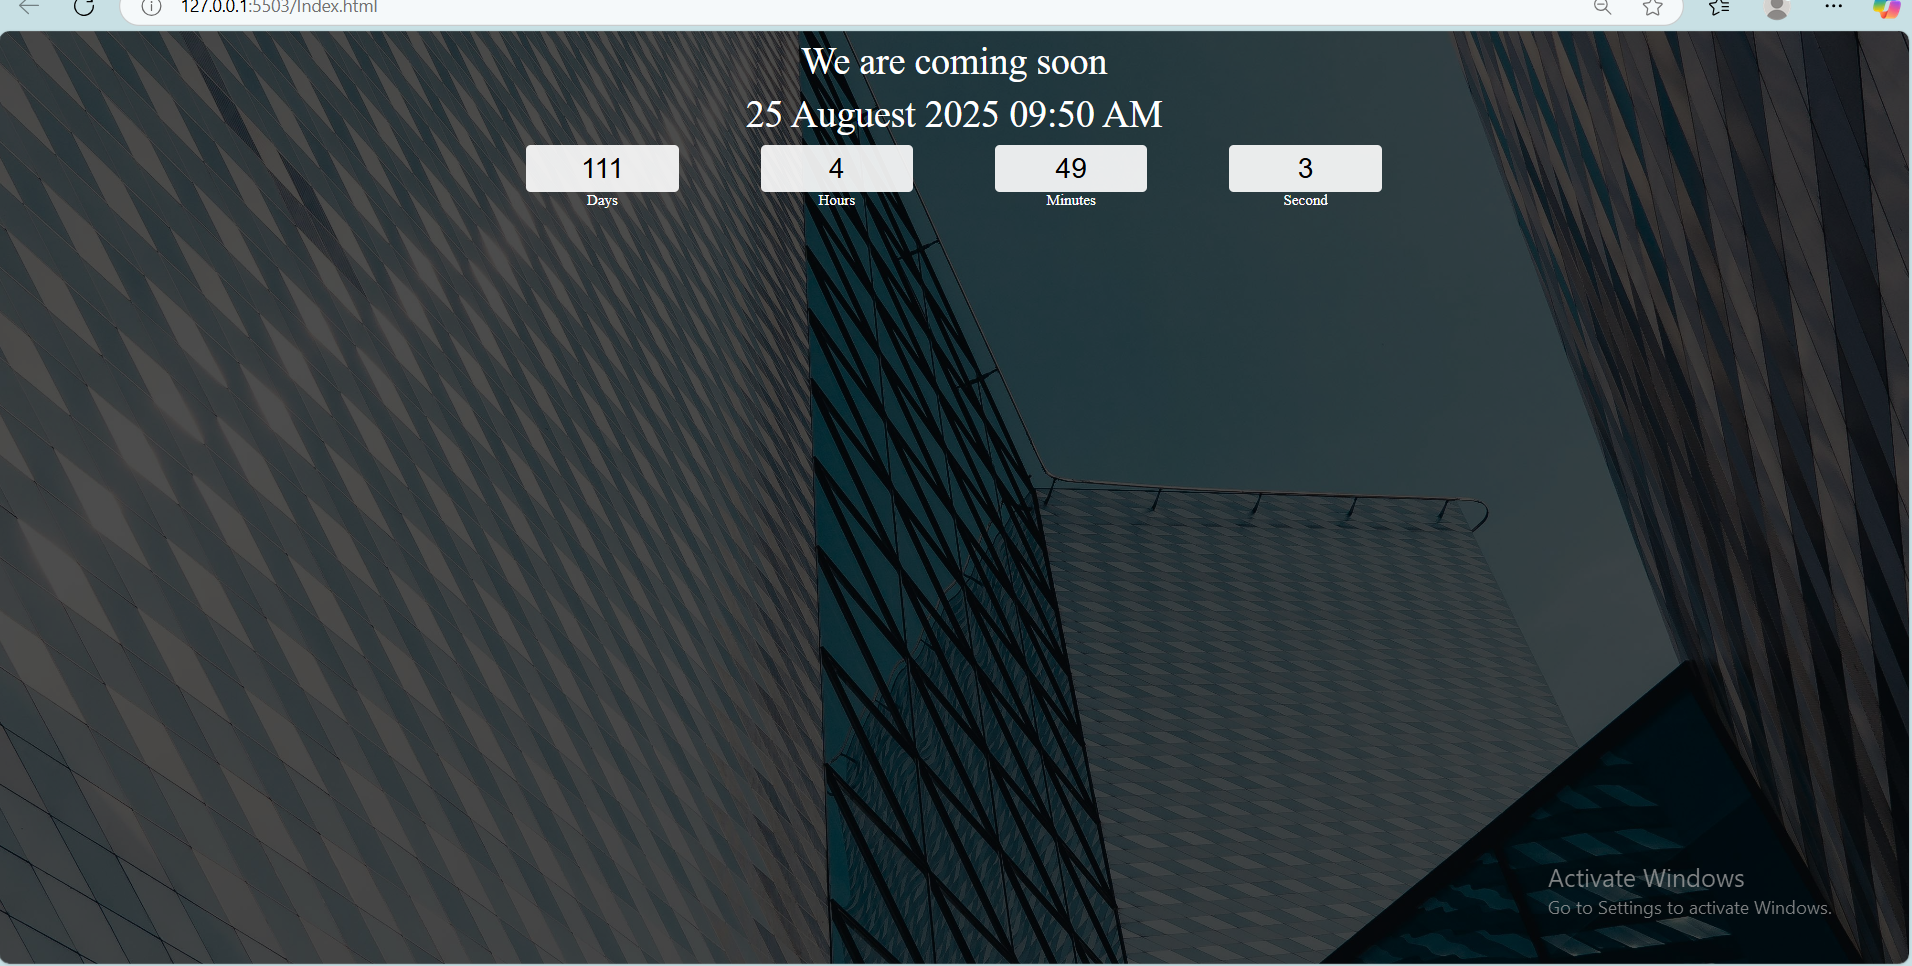 127.0.0.1:5503/Index.html
We are coming soon
25 Auguest 2025 09:50 AM
111 4 49 3
Days Hours Minutes Second
Activate Windows
Go to Settings to activate Windows.